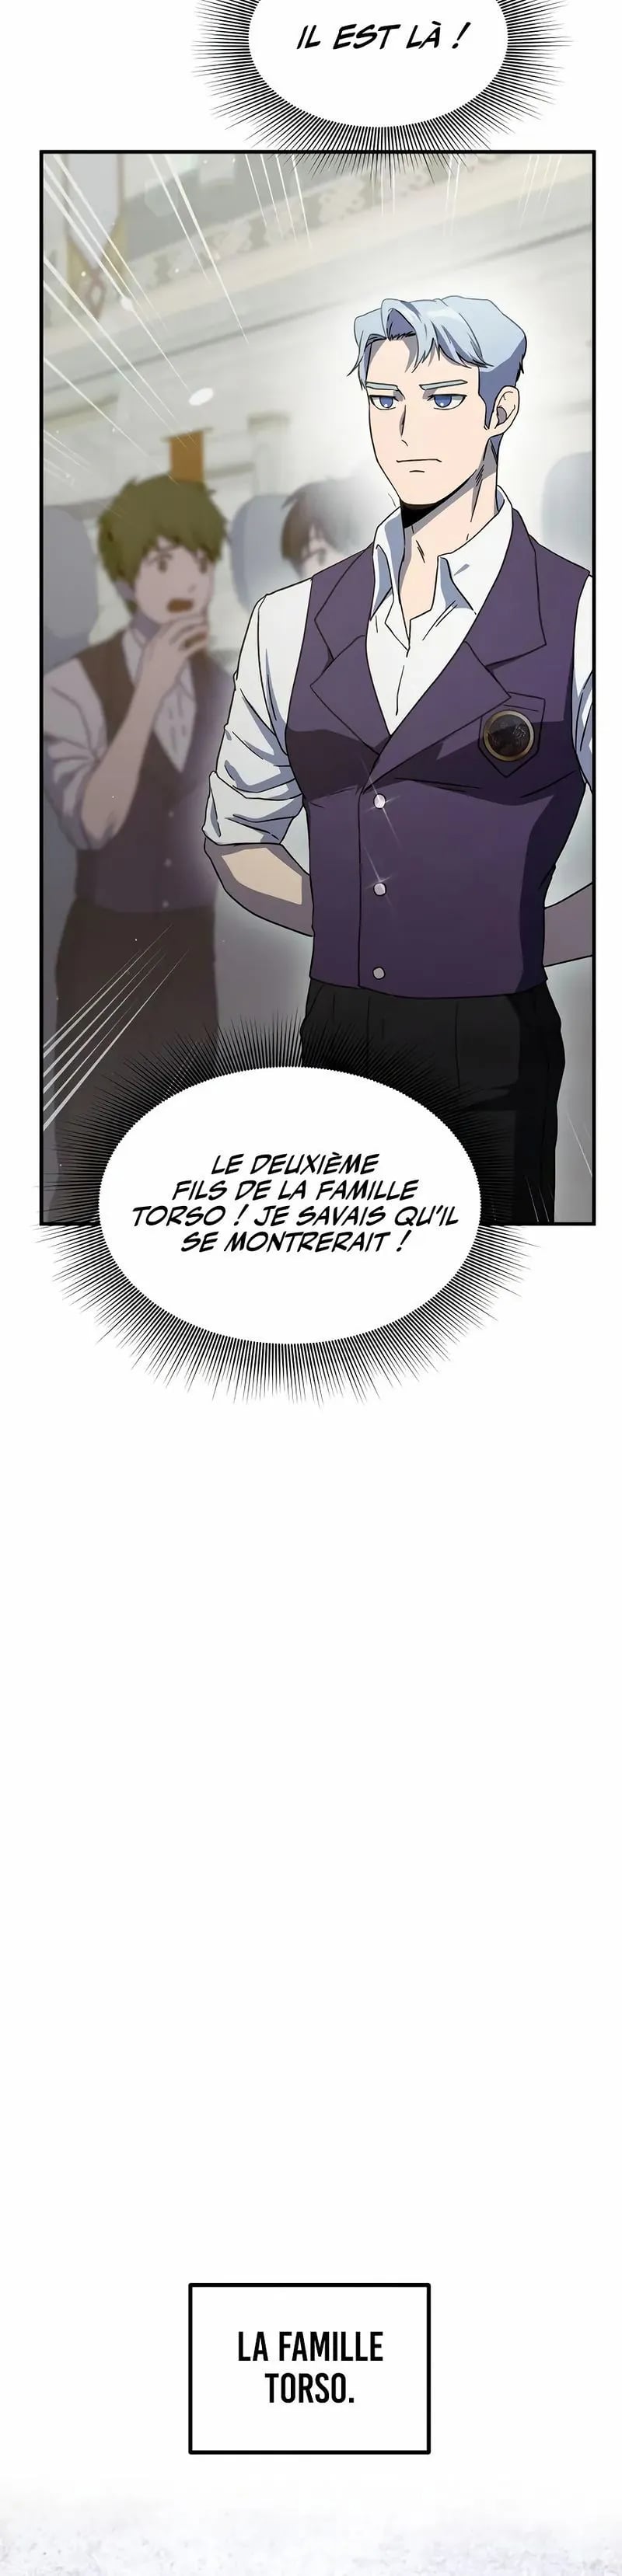 IL EST LÀ !
LE DEUXIÈME
FILS DE LA FAMILLE
TORSO ! JE SAVAIS QU'IL
SE MONTRERAIT !
LA FAMILLE
TORSO.